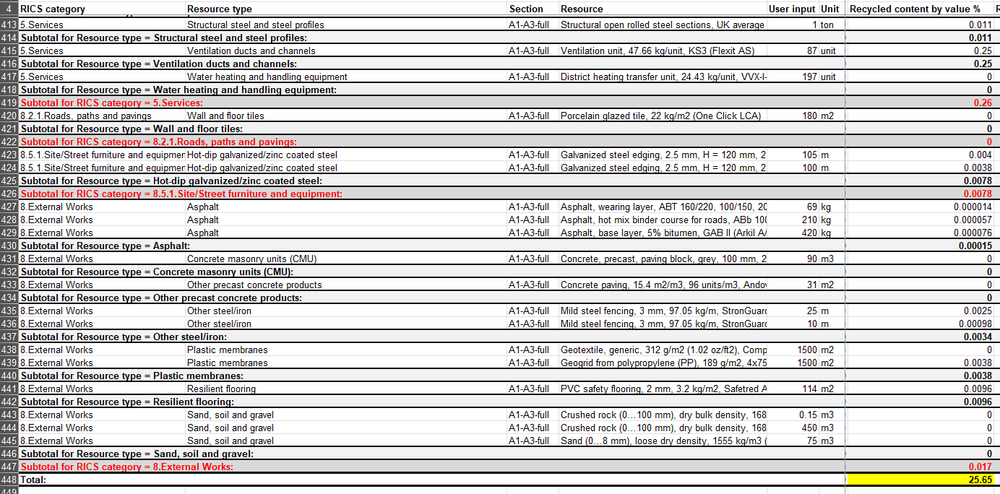 4 RICS category Resource type Section Resource User input Unit Recycled content by value %
413 5.Services Structural steel and steel profiles A1-A3-full Structural open rolled steel sections, UK average 1 ton 0.011
414 Subtotal for Resource type = Structural steel and steel profiles: 0.011
415 5.Services Ventilation ducts and channels A1-A3-full Ventilation unit, 47.66 kg/unit, KS3 (Flexit AS) 87 unit 0.25
416 Subtotal for Resource type = Ventilation ducts and channels: 0.25
417 5.Services Water heating and handling equipment A1-A3-full District heating transfer unit, 24.43 kg/unit, VVX-I- 197 unit 0
418 Subtotal for Resource type = Water heating and handling equipment: 0
419 Subtotal for RICS category = 5.Services: 0.26
420 8.2.1.Roads, paths and pavings Wall and floor tiles A1-A3-full Porcelain glazed tile, 22 kg/m2 (One Click LCA) 180 m2 0
421 Subtotal for Resource type = Wall and floor tiles: 0
422 Subtotal for RICS category = 8.2.1.Roads, paths and pavings: 0
423 8.5.1.Site/Street furniture and equipmen Hot-dip galvanized/zinc coated steel A1-A3-full Galvanized steel edging, 2.5 mm, H = 120 mm, 2 105 m 0.004
424 8.5.1.Site/Street furniture and equipmen Hot-dip galvanized/zinc coated steel A1-A3-full Galvanized steel edging, 2.5 mm, H = 120 mm, 2 100 m 0.0038
425 Subtotal for Resource type = Hot-dip galvanized/zinc coated steel: 0.0078
426 Subtotal for RICS category = 8.5.1.Site/Street furniture and equipment: 0.0078
427 8.External Works Asphalt A1-A3-full Asphalt, wearing layer, ABT 160/220, 100/150, 20 69 kg 0.000014
428 8.External Works Asphalt A1-A3-full Asphalt, hot mix binder course for roads, ABb 100 210 kg 0.000057
429 8.External Works Asphalt A1-A3-full Asphalt, base layer, 5% bitumen, GAB II (Arkil A/ 420 kg 0.000076
430 Subtotal for Resource type = Asphalt: 0.00015
431 8.External Works Concrete masonry units (CMU) A1-A3-full Concrete, precast, paving block, grey, 100 mm, 2 90 m3 0
432 Subtotal for Resource type = Concrete masonry units (CMU): 0
433 8.External Works Other precast concrete products A1-A3-full Concrete paving, 15.4 m2/m3, 96 units/m3, Andov 31 m2 0
434 Subtotal for Resource type = Other precast concrete products: 0
435 8.External Works Other steel/iron A1-A3-full Mild steel fencing, 3 mm, 97.05 kg/m, StronGuard 25 m 0.0025
436 8.External Works Other steel/iron A1-A3-full Mild steel fencing, 3 mm, 97.05 kg/m, StronGuard 10 m 0.00098
437 Subtotal for Resource type = Other steel/iron: 0.0034
438 8.External Works Plastic membranes A1-A3-full Geotextile, generic, 312 g/m2 (1.02 oz/ft2), Comp 1500 m2 0
439 8.External Works Plastic membranes A1-A3-full Geogrid from polypropylene (PP), 189 g/m2, 4x75 1500 m2 0.0038
440 Subtotal for Resource type = Plastic membranes: 0.0038
441 8.External Works Resilient flooring A1-A3-full PVC safety flooring, 2 mm, 3.2 kg/m2, Safetred A 114 m2 0.0096
442 Subtotal for Resource type = Resilient flooring: 0.0096
443 8.External Works Sand, soil and gravel A1-A3-full Crushed rock (0...100 mm), dry bulk density, 168 0.15 m3 0
444 8.External Works Sand, soil and gravel A1-A3-full Crushed rock (0...100 mm), dry bulk density, 168 450 m3 0
445 8.External Works Sand, soil and gravel A1-A3-full Sand (0...8 mm), loose dry density, 1555 kg/m3 ( 75 m3 0
446 Subtotal for Resource type = Sand, soil and gravel: 0
447 Subtotal for RICS category = 8.External Works: 0.017
448 Total: 25.65